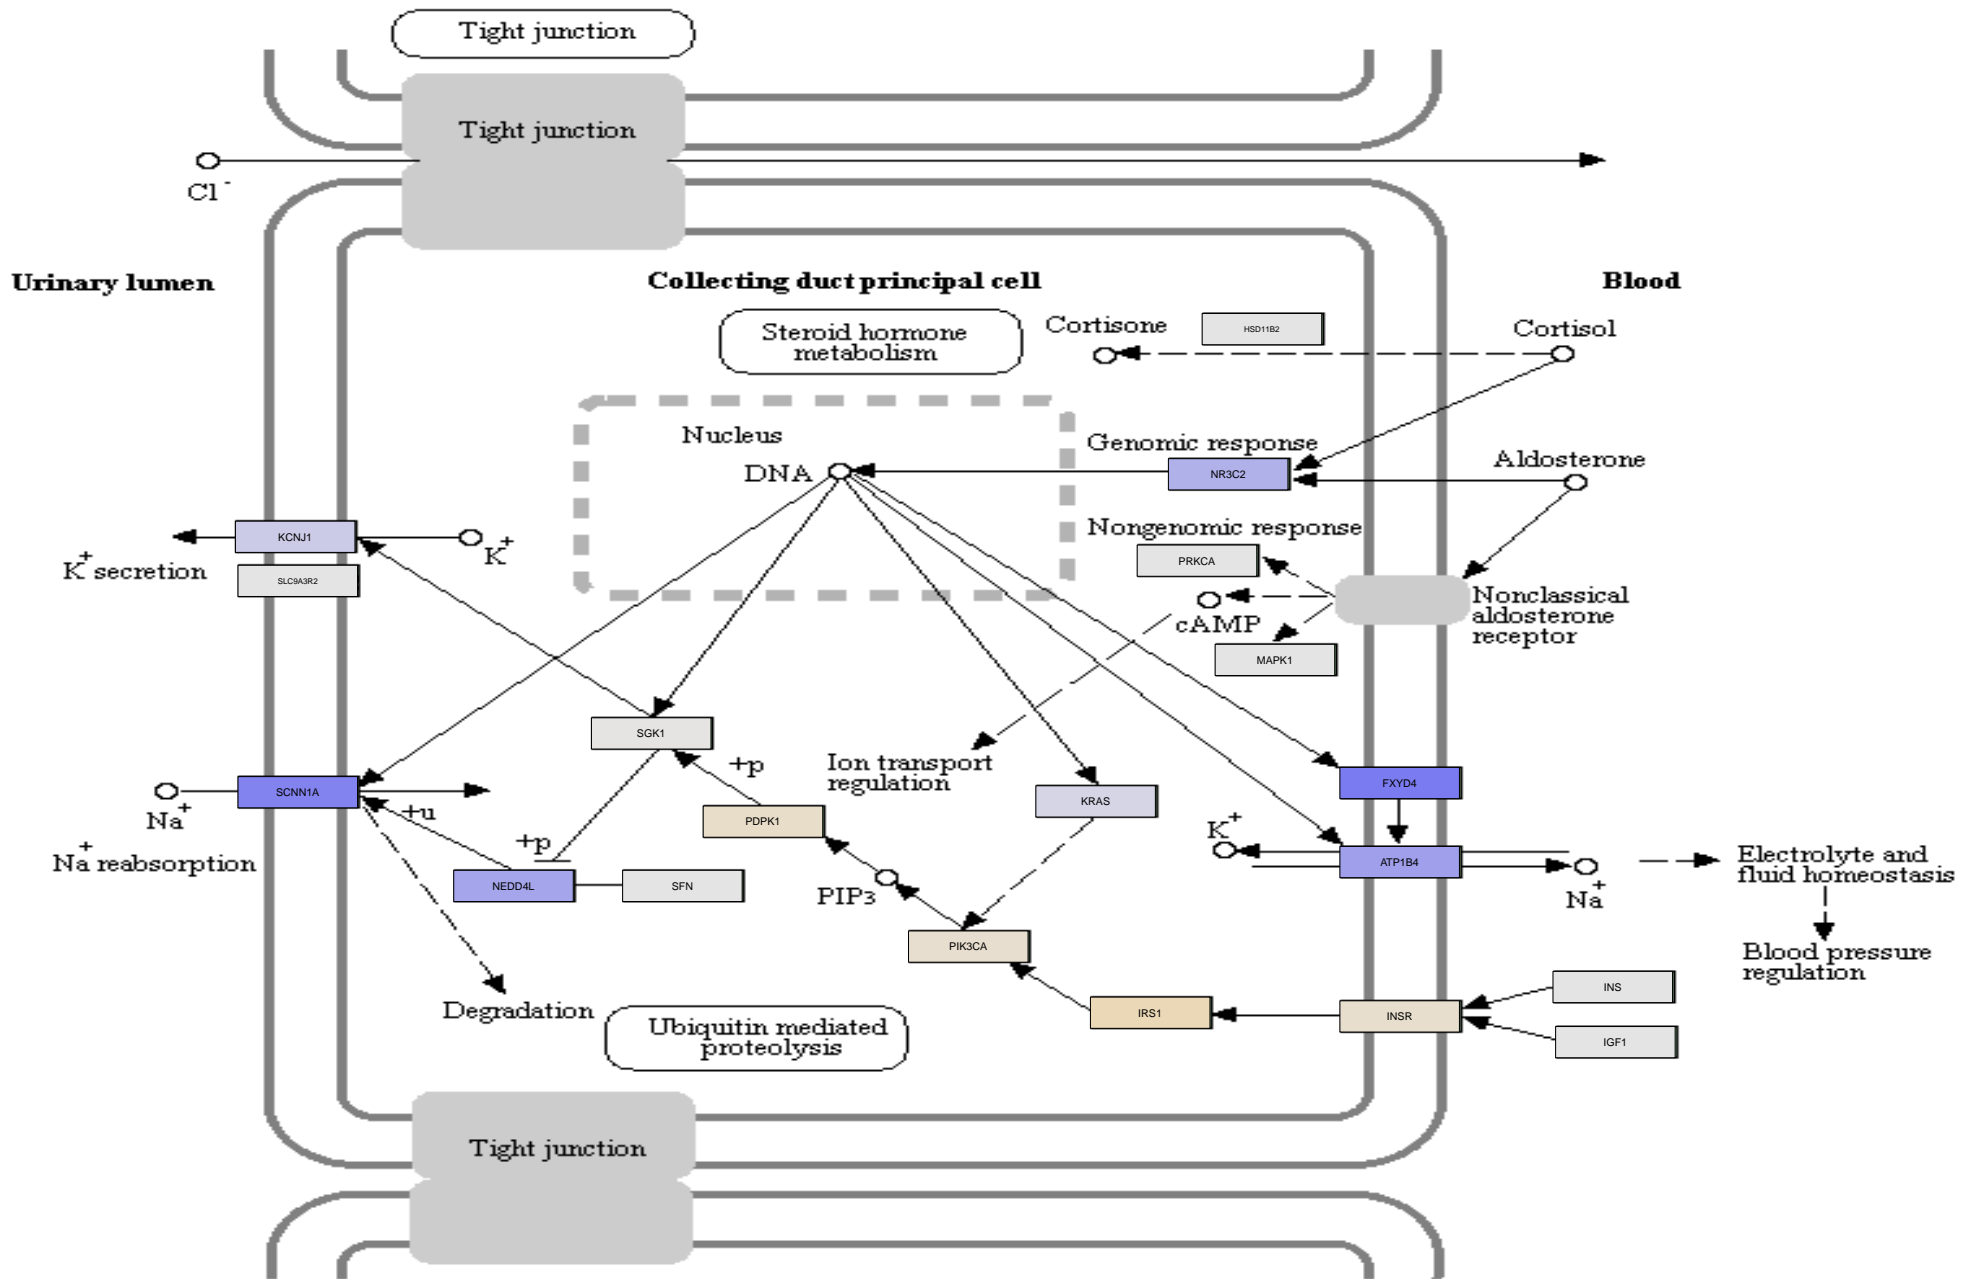 Tight junction
Tight junction
Cl -
Urinary lumen
Collecting duct principal cell
Blood
Steroid hormone
metabolism
Cortisone
HSD11B2
Cortisol
Nucleus
DNA
Genomic response
NR3C2
Aldosterone
KCNJ1
K+
K+ secretion
SLC9A3R2
Nongenomic response
PRKCA
cAMP
MAPK1
Nonclassical
aldosterone
receptor
SGK1
+p
Ion transport
regulation
KRAS
FXYD4
SCNN1A
Na+
Na+ reabsorption
+u
+p
PDPK1
NEDD4L
SFN
PIP3
K+
ATP1B4
Na+
Electrolyte and
fluid homeostasis
PIK3CA
Blood pressure
regulation
Degradation
IRS1
INSR
INS
IGF1
Ubiquitin mediated
proteolysis
Tight junction